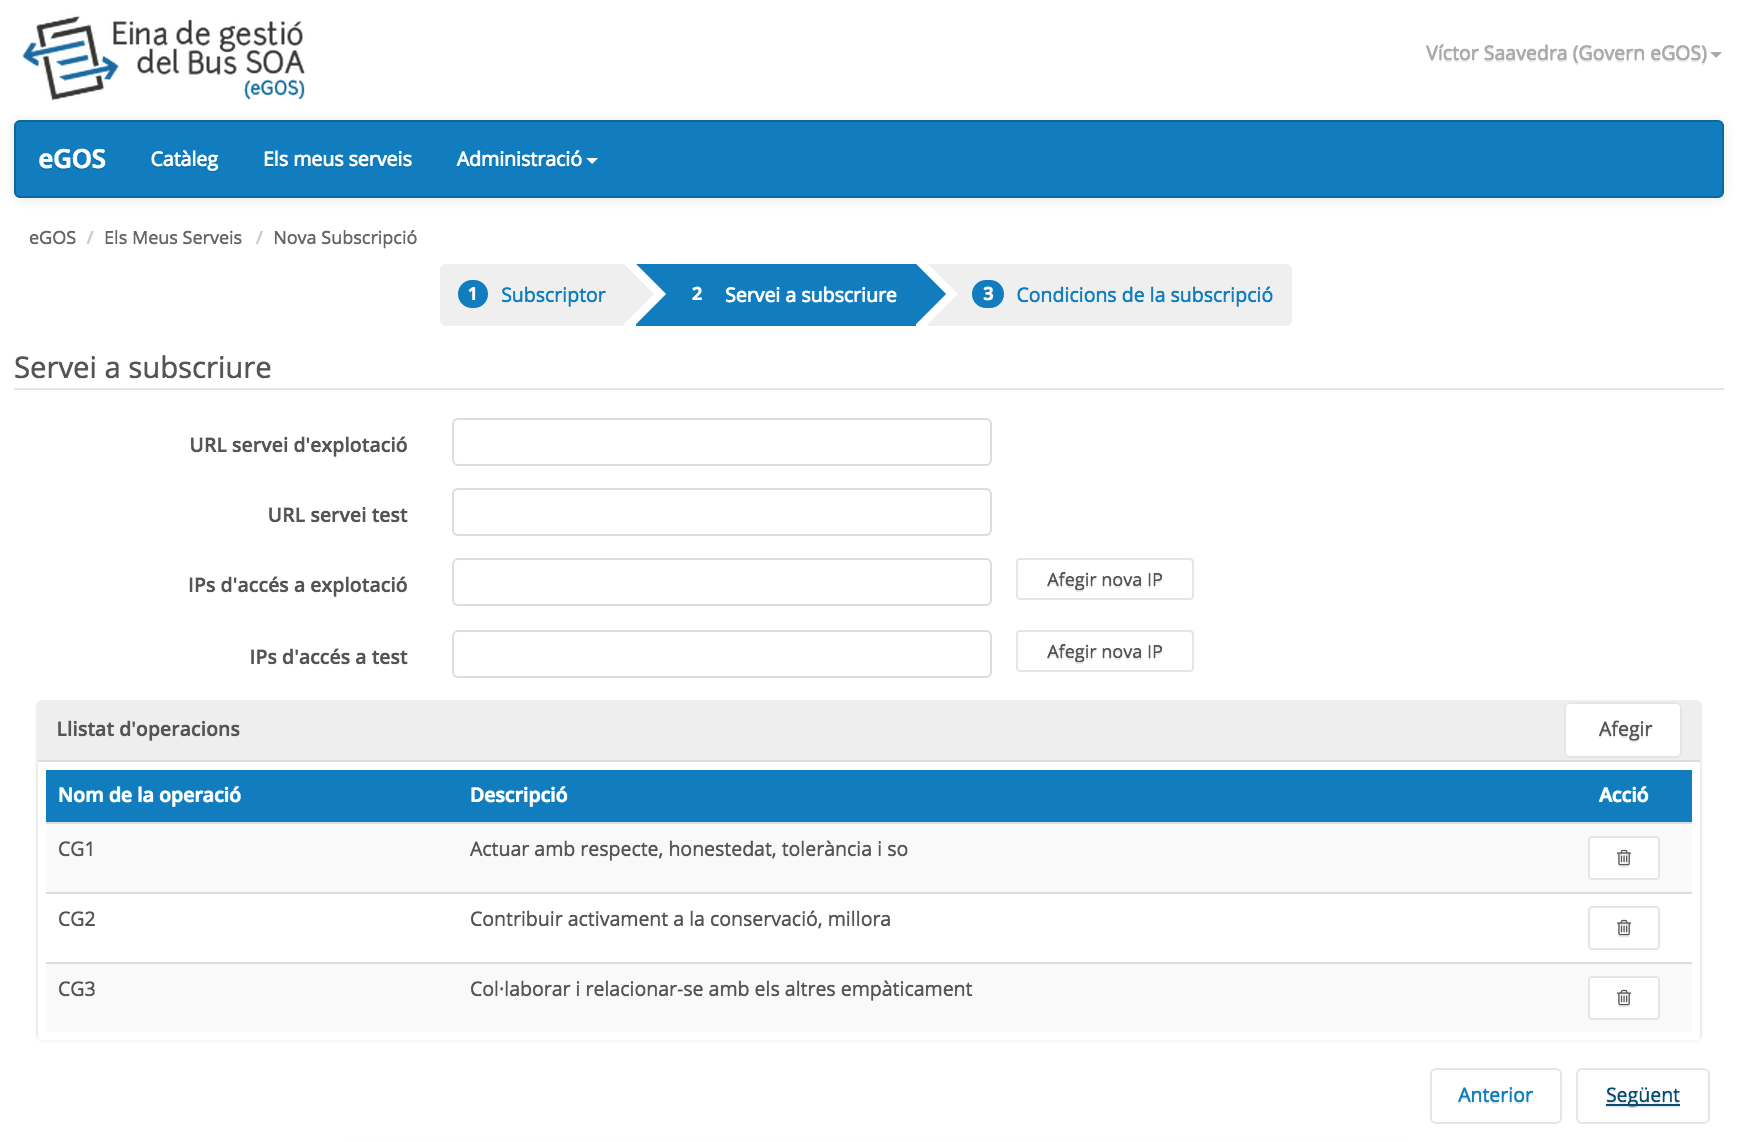 Eina de gestió
del Bus SOA
(eGOS)
Víctor Saavedra (Govern eGOS)
eGOS Catàleg Els meus serveis Administració
eGOS / Els Meus Serveis / Nova Subscripció
1 Subscriptor 2 Servei a subscriure 3 Condicions de la subscripció
Servei a subscriure
URL servei d'explotació
URL servei test
IPs d'accés a explotació Afegir nova IP
IPs d'accés a test Afegir nova IP
Llistat d'operacions Afegir
Nom de la operació Descripció Acció
CG1 Actuar amb respecte, honestedat, tolerància i so
CG2 Contribuir activament a la conservació, millora
CG3 Col·laborar i relacionar-se amb els altres empàticament
Anterior Següent